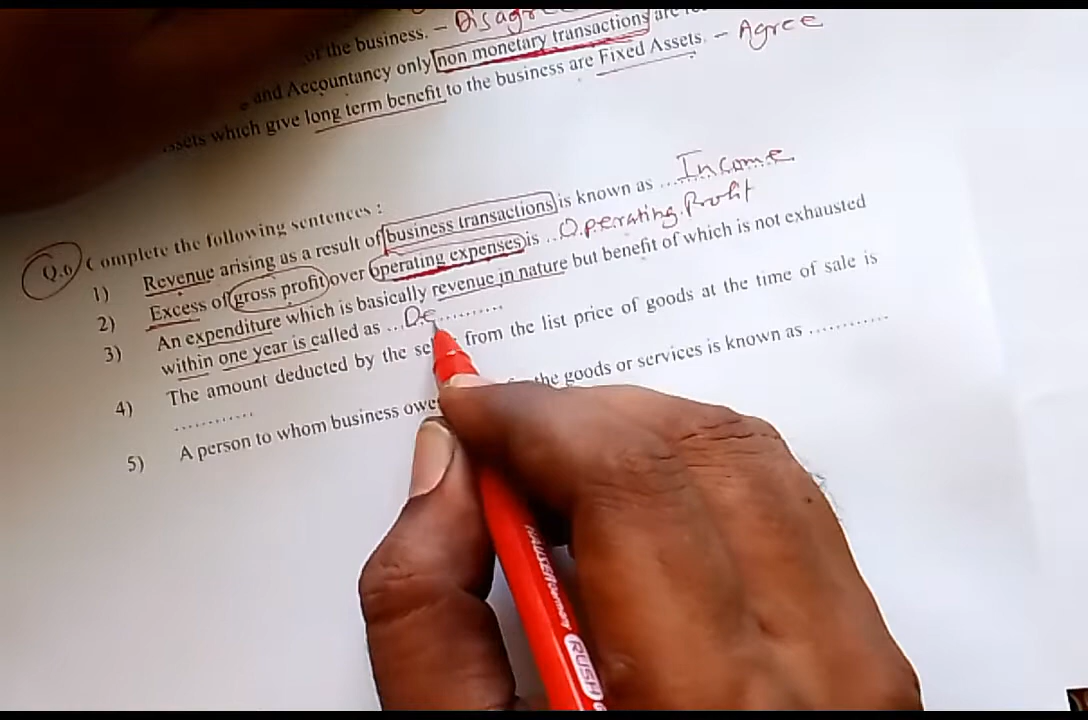 of the business. – Disagree
and Accountancy only non monetary transactions are
which give long term benefit to the business are Fixed Assets. – Agree
Q.6 Complete the following sentences :
1) Revenue arising as a result of business transactions is known as ... Income
2) Excess of gross profit over operating expenses is ... Operating Profit
3) An expenditure which is basically revenue in nature but benefit of which is not exhausted
within one year is called as ... De..........
4) The amount deducted by the from the list price of goods at the time of sale is
............
5) A person to whom business the goods or services is known as ............
RUSH